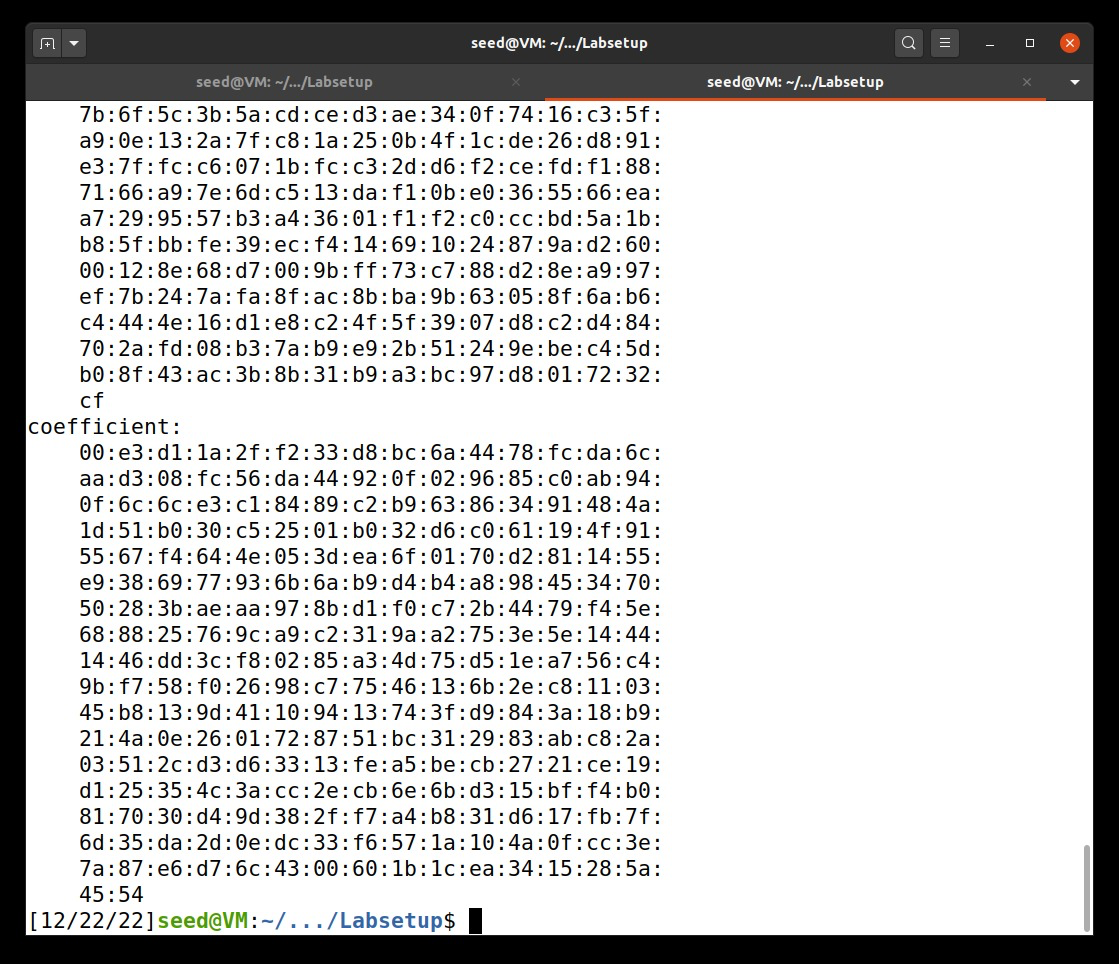 seed@VM: ~/.../Labsetup
seed@VM: ~/.../Labsetup
seed@VM: ~/.../Labsetup
7b:6f:5c:3b:5a:cd:ce:d3:ae:34:0f:74:16:c3:5f:
a9:0e:13:2a:7f:c8:1a:25:0b:4f:1c:de:26:d8:91:
e3:7f:fc:c6:07:1b:fc:c3:2d:d6:f2:ce:fd:f1:88:
71:66:a9:7e:6d:c5:13:da:f1:0b:e0:36:55:66:ea:
a7:29:95:57:b3:a4:36:01:f1:f2:c0:cc:bd:5a:1b:
b8:5f:bb:fe:39:ec:f4:14:69:10:24:87:9a:d2:60:
00:12:8e:68:d7:00:9b:ff:73:c7:88:d2:8e:a9:97:
ef:7b:24:7a:fa:8f:ac:8b:ba:9b:63:05:8f:6a:b6:
c4:44:4e:16:d1:e8:c2:4f:5f:39:07:d8:c2:d4:84:
70:2a:fd:08:b3:7a:b9:e9:2b:51:24:9e:be:c4:5d:
b0:8f:43:ac:3b:8b:31:b9:a3:bc:97:d8:01:72:32:
cf
coefficient:
00:e3:d1:1a:2f:f2:33:d8:bc:6a:44:78:fc:da:6c:
aa:d3:08:fc:56:da:44:92:0f:02:96:85:c0:ab:94:
0f:6c:6c:e3:c1:84:89:c2:b9:63:86:34:91:48:4a:
1d:51:b0:30:c5:25:01:b0:32:d6:c0:61:19:4f:91:
55:67:f4:64:4e:05:3d:ea:6f:01:70:d2:81:14:55:
e9:38:69:77:93:6b:6a:b9:d4:b4:a8:98:45:34:70:
50:28:3b:ae:aa:97:8b:d1:f0:c7:2b:44:79:f4:5e:
68:88:25:76:9c:a9:c2:31:9a:a2:75:3e:5e:14:44:
14:46:dd:3c:f8:02:85:a3:4d:75:d5:1e:a7:56:c4:
9b:f7:58:f0:26:98:c7:75:46:13:6b:2e:c8:11:03:
45:b8:13:9d:41:10:94:13:74:3f:d9:84:3a:18:b9:
21:4a:0e:26:01:72:87:51:bc:31:29:83:ab:c8:2a:
03:51:2c:d3:d6:33:13:fe:a5:be:cb:27:21:ce:19:
d1:25:35:4c:3a:cc:2e:cb:6e:6b:d3:15:bf:f4:b0:
81:70:30:d4:9d:38:2f:f7:a4:b8:31:d6:17:fb:7f:
6d:35:da:2d:0e:dc:33:f6:57:1a:10:4a:0f:cc:3e:
7a:87:e6:d7:6c:43:00:60:1b:1c:ea:34:15:28:5a:
45:54
[12/22/22]seed@VM:~/.../Labsetup$